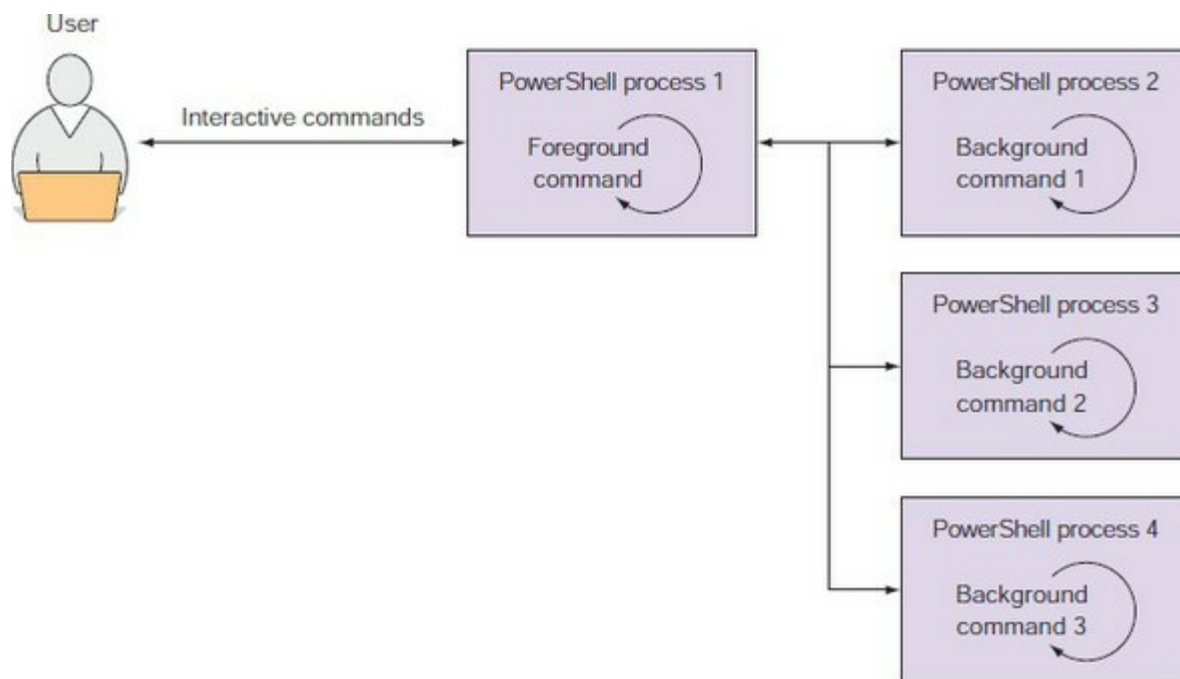 User
Interactive commands
PowerShell process 1
Foreground
command
PowerShell process 2
Background
command 1
PowerShell process 3
Background
command 2
PowerShell process 4
Background
command 3